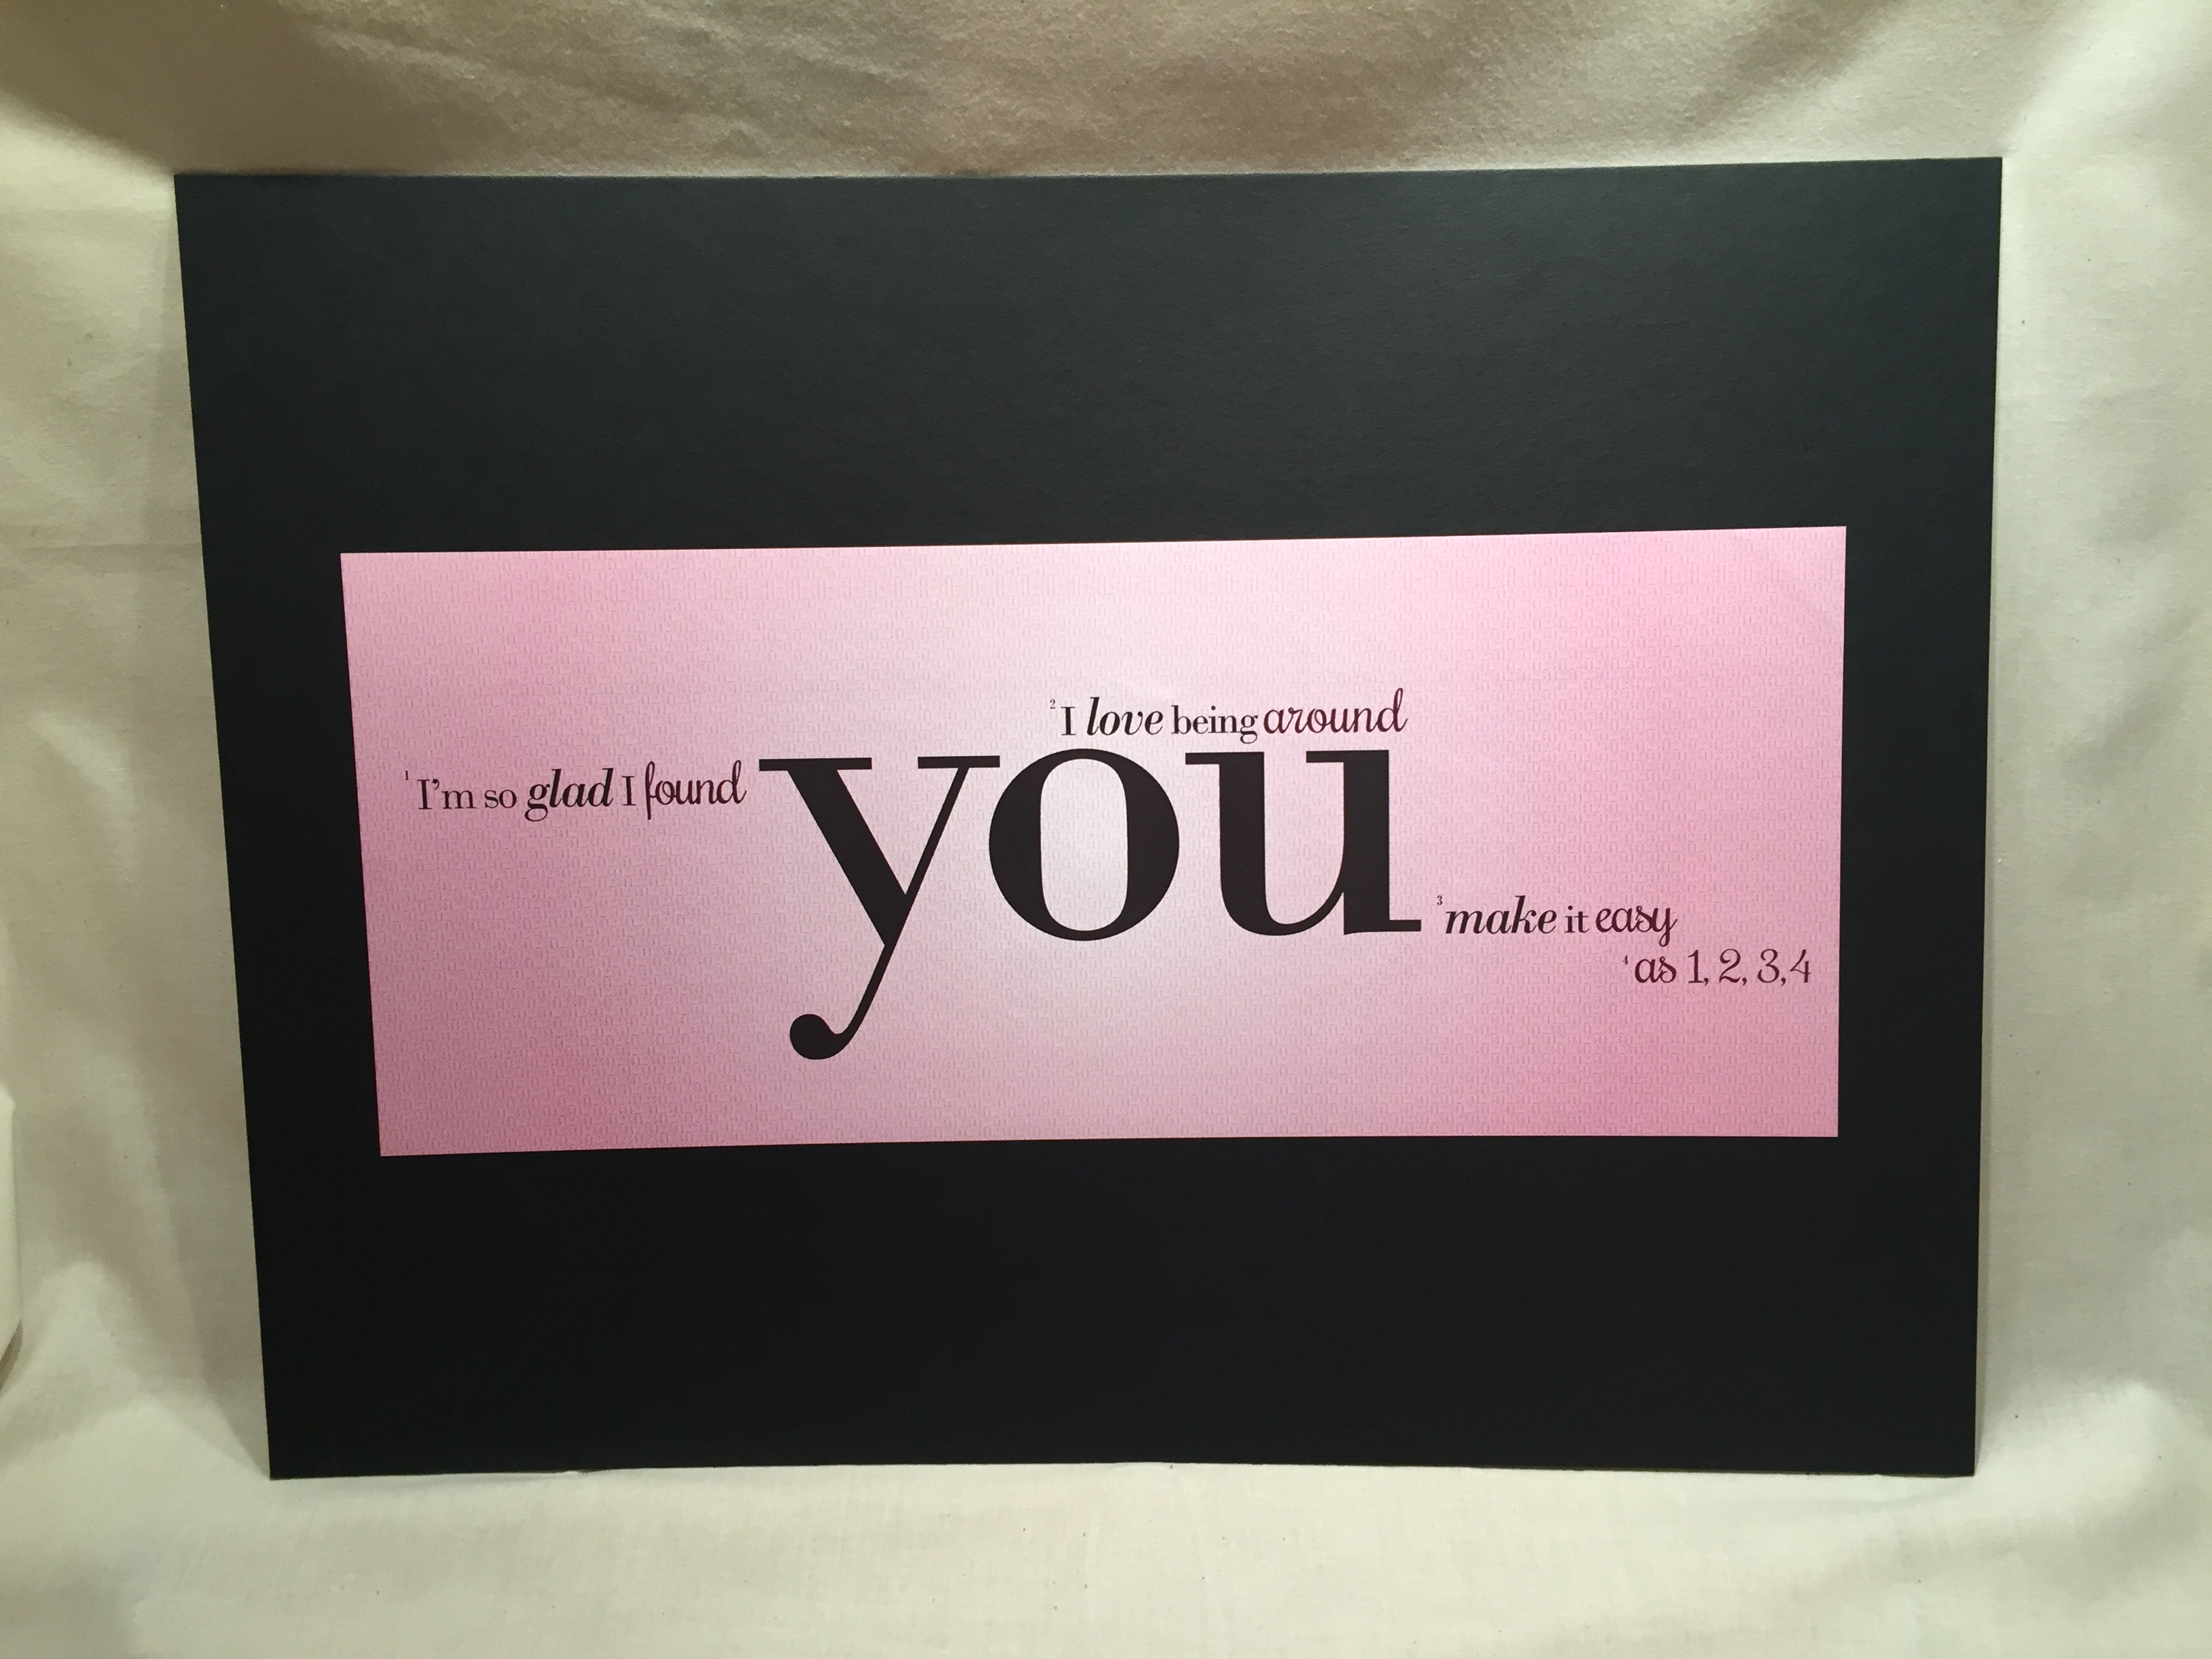 ¹I'm so glad I found
²I love being around
you
³make it easy
⁴as 1, 2, 3, 4